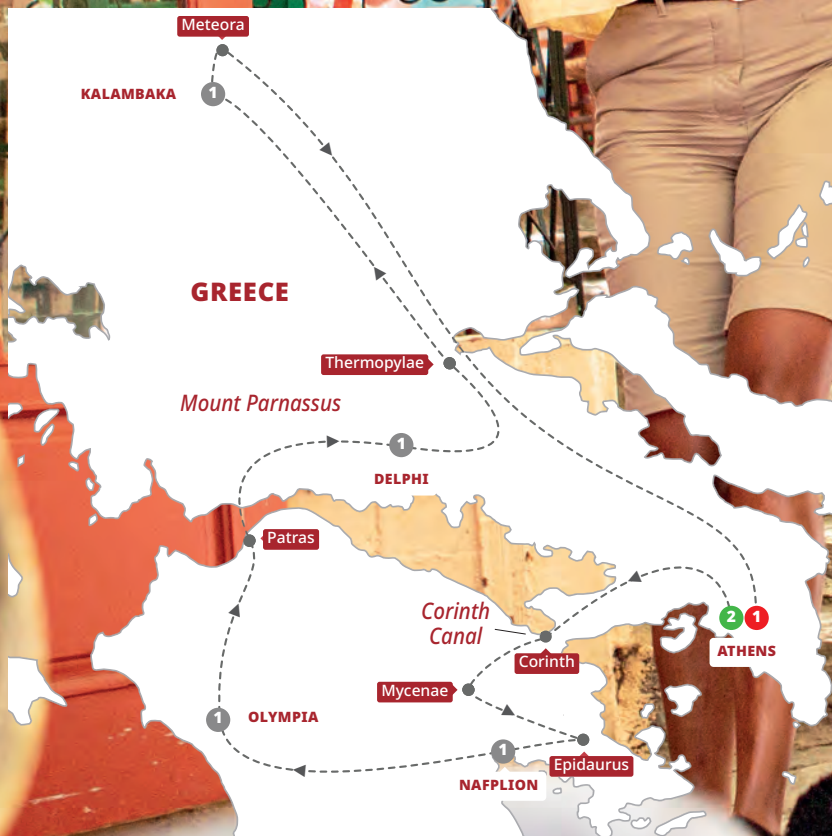 Meteora
KALAMBAKA
1
GREECE
Thermopylae
Mount Parnassus
1
DELPHI
Patras
Corinth
Canal
2
1
ATHENS
Corinth
Mycenae
1
OLYMPIA
1
Epidaurus
NAFPLION